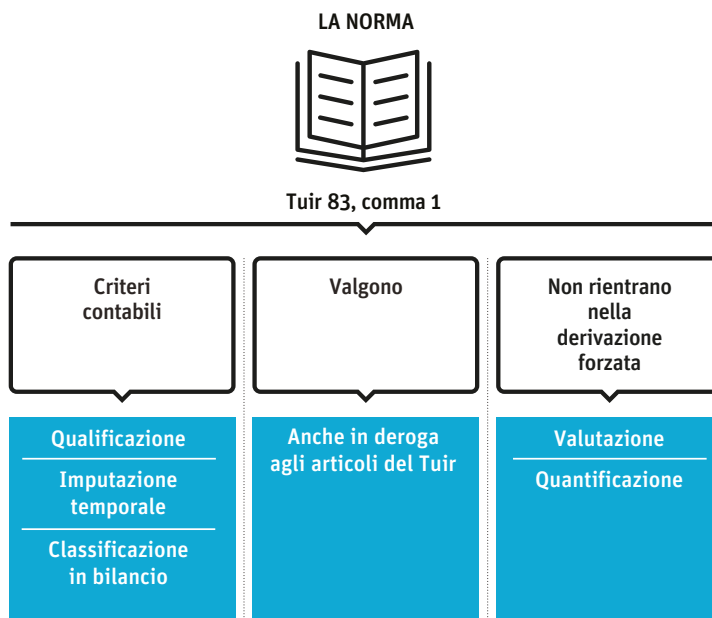 LA NORMA
Tuir 83, comma 1
Criteri
contabili
Valgono
Non rientrano
nella
derivazione
forzata
Qualificazione
Imputazione
temporale
Classificazione
in bilancio
Anche in deroga
agli articoli del Tuir
Valutazione
Quantificazione